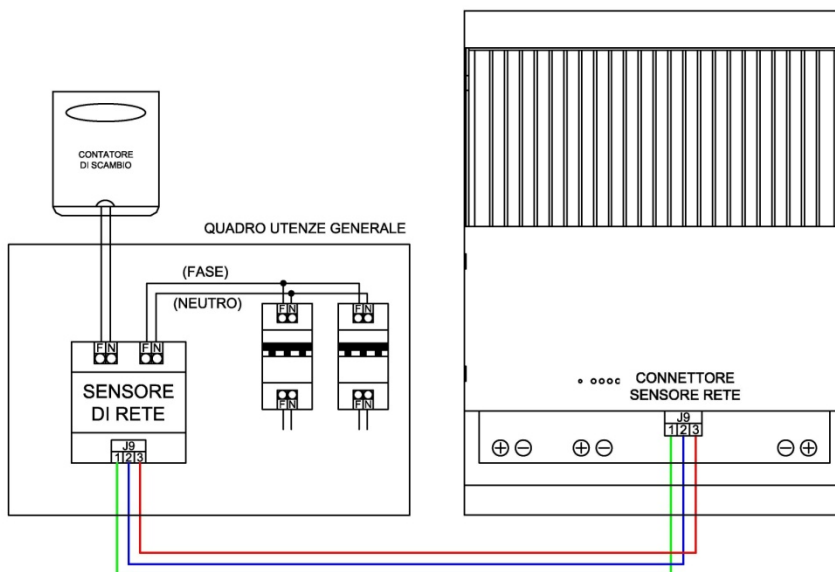 CONTATORE
DI SCAMBIO
QUADRO UTENZE GENERALE
(FASE)
(NEUTRO)
F N
F N
F N
F N
SENSORE
DI RETE
F N
F N
J9
1 2 3
CONNETTORE
SENSORE RETE
J9
1 2 3